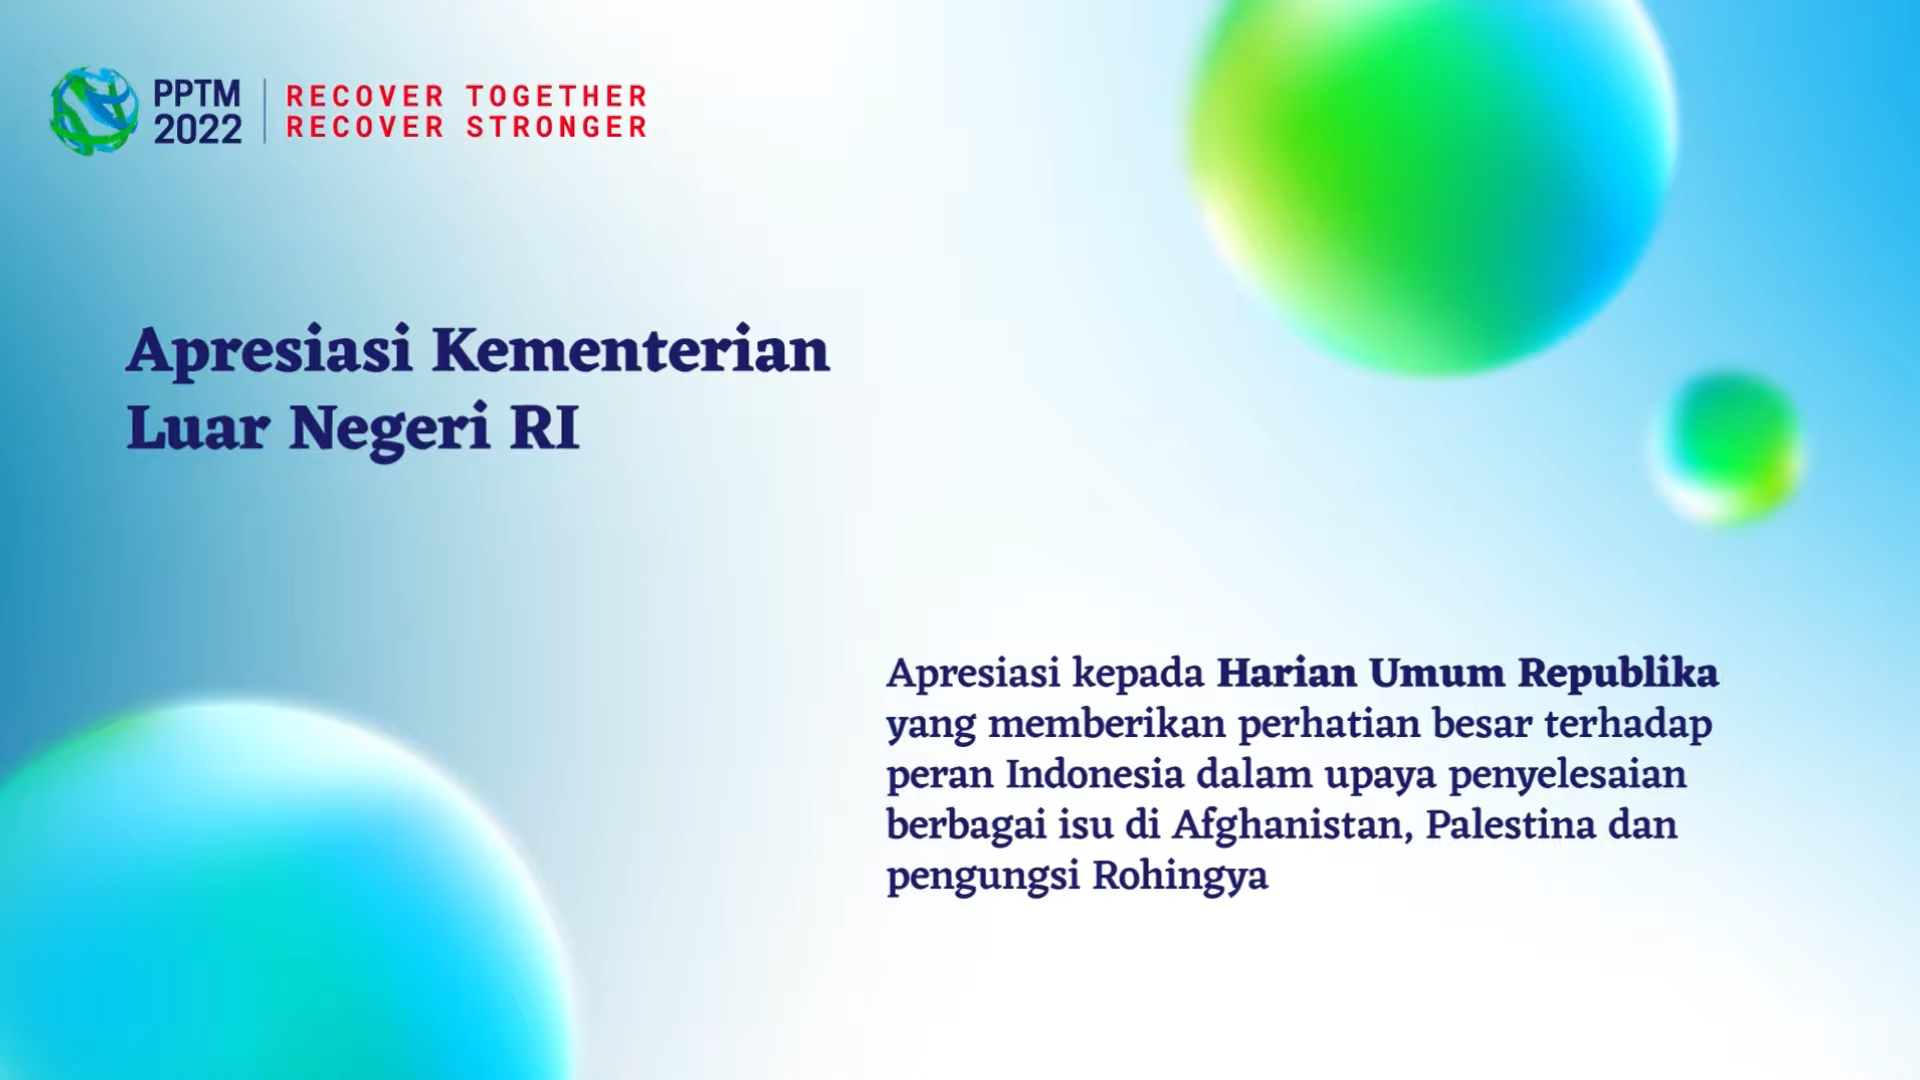 PPTM
2022
RECOVER TOGETHER
RECOVER STRONGER
Apresiasi Kementerian
Luar Negeri RI
Apresiasi kepada Harian Umum Republika
yang memberikan perhatian besar terhadap
peran Indonesia dalam upaya penyelesaian
berbagai isu di Afghanistan, Palestina dan
pengungsi Rohingya